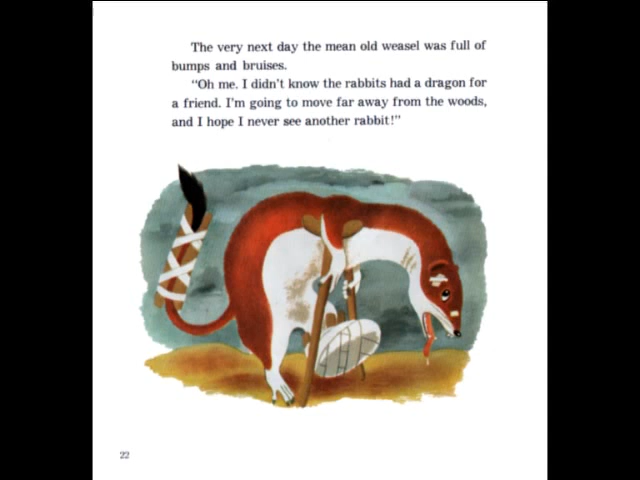 The very next day the mean old weasel was full of
bumps and bruises.
"Oh me. I didn't know the rabbits had a dragon for
a friend. I'm going to move far away from the woods,
and I hope I never see another rabbit!"
22